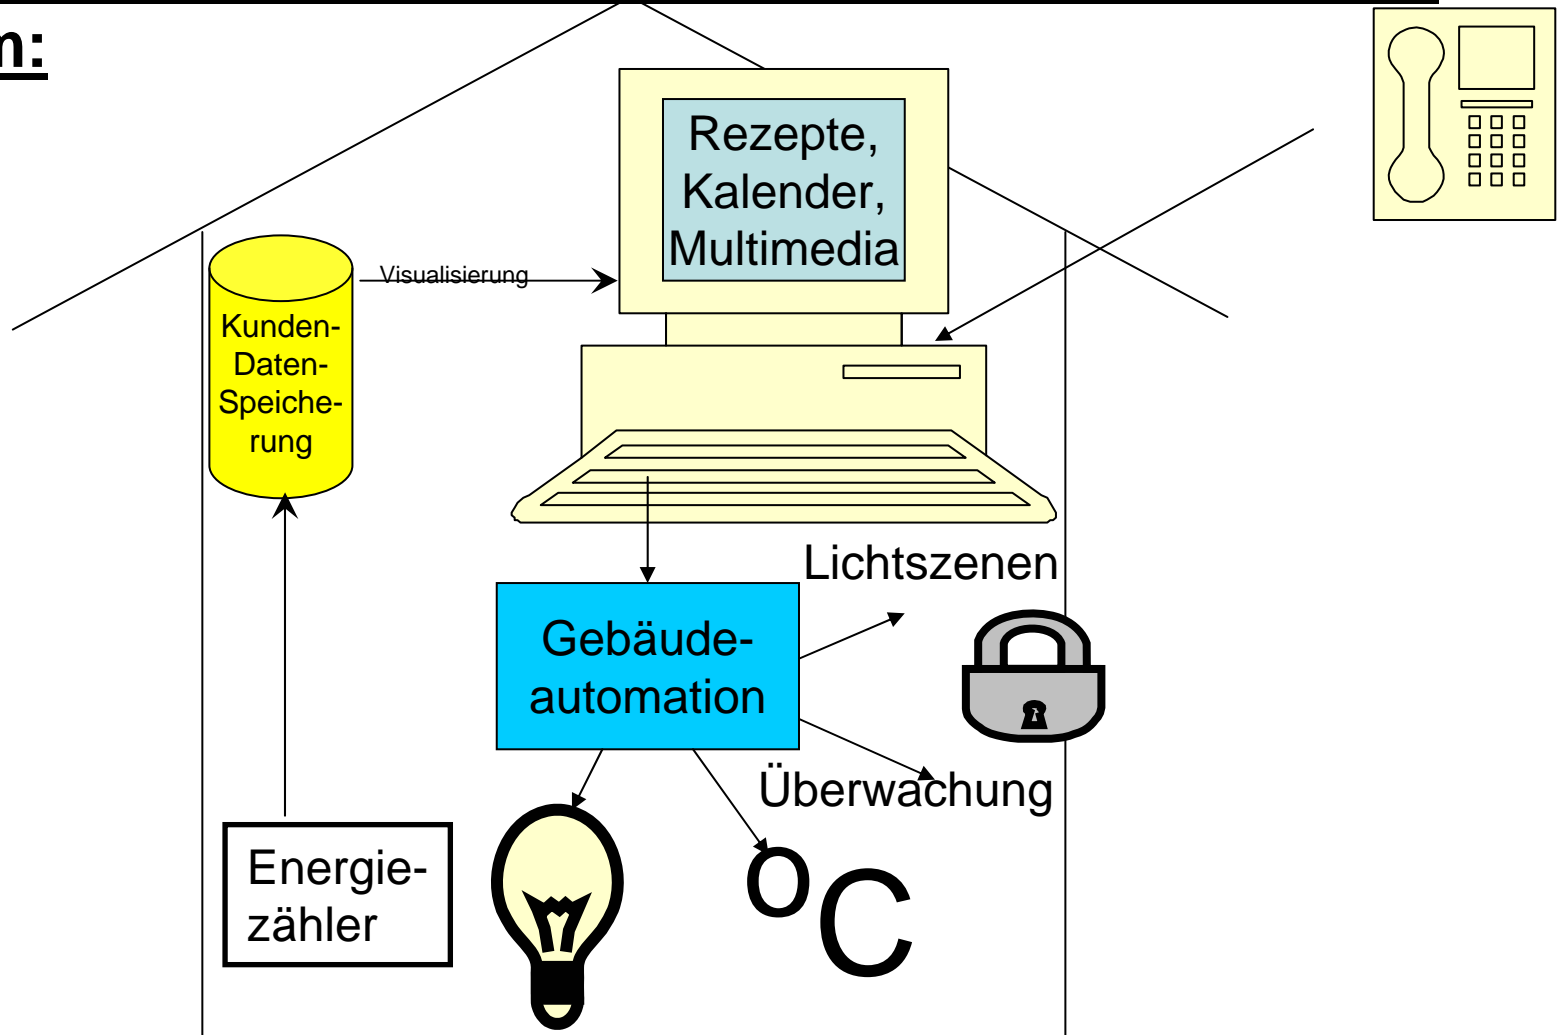 m:
Rezepte,
Kalender,
Multimedia
Visualisierung
Kunden-
Daten-
Speiche-
rung
Lichtszenen
Gebäude-
automation
Überwachung
Energie-
zähler
oC